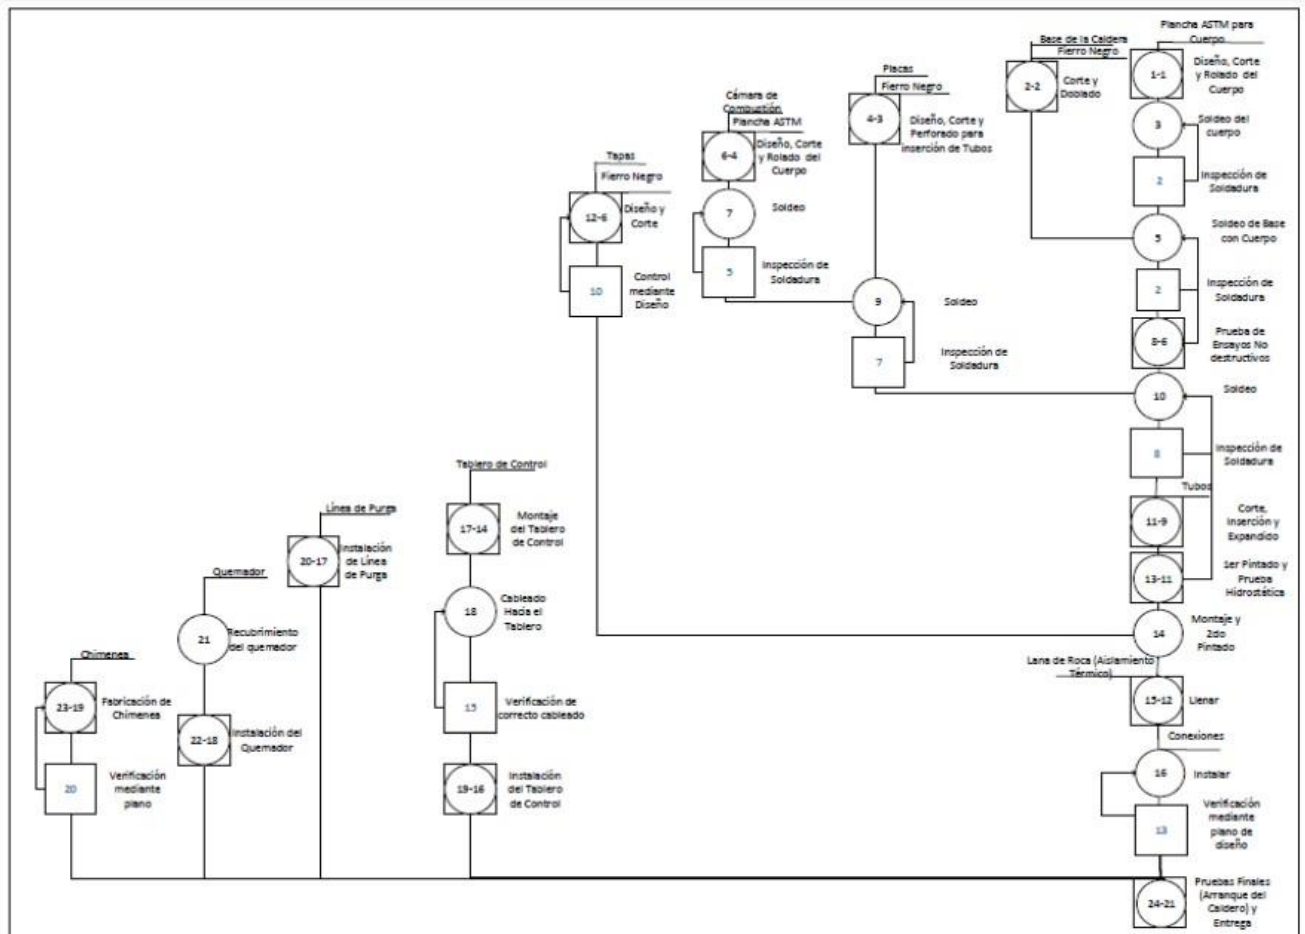 Plancha ASTM para
Cuerpo
1-1
Diseño, Corte
y Rolado del
Cuerpo
3
Soldeo del
cuerpo
2
Inspección de
Soldadura
Base de la Caldera
Fierro Negro
2-2
Corte y
Doblado
5
Soldeo de Base
con Cuerpo
2
Inspección de
Soldadura
8-6
Prueba de
Ensayos No
destructivos
Placas
Fierro Negro
4-3
Diseño, Corte y
Perforado para
inserción de Tubos
Cámara de
Combustión
Plancha ASTM
6-4
Diseño, Corte
y Rolado del
Cuerpo
7
Soldeo
5
Inspección de
Soldadura
9
Soldeo
7
Inspección de
Soldadura
10
Soldeo
8
Inspección de
Soldadura
Tubos
11-9
Corte,
Inserción y
Expandido
13-11
1er Pintado y
Prueba
Hidrostática
Tapas
Fierro Negro
12-6
Diseño y
Corte
10
Control
mediante
Diseño
14
Montaje y
2do
Pintado
Lana de Roca (Aislamiento
Térmico)
15-12
Llenar
Conexiones
16
Instalar
13
Verificación
mediante
plano de
diseño
Tablero de Control
17-14
Montaje
del Tablero
de Control
18
Cableado
Hacia el
Tablero
15
Verificación de
correcto cableado
19-16
Instalación
del Tablero
de Control
Línea de Purga
20-17
Instalación
de Línea
de Purga
Quemador
21
Recubrimiento
del quemador
22-18
Instalación del
Quemador
Chimenea
23-19
Fabricación de
Chimenea
20
Verificación
mediante
plano
24-21
Pruebas Finales
(Arranque del
Caldero) y
Entrega